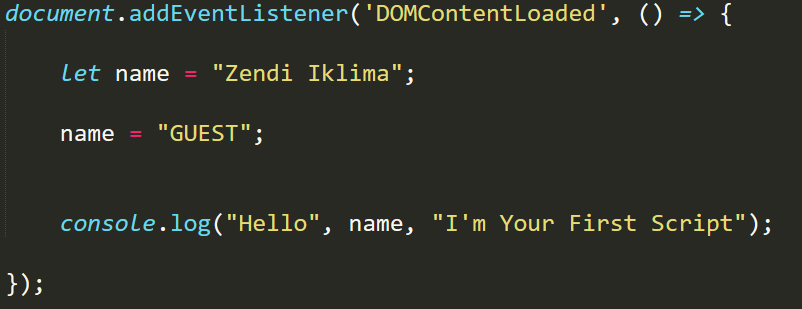 document.addEventListener('DOMContentLoaded', () => {
let name = "Zendi Iklima";
name = "GUEST";
console.log("Hello", name, "I'm Your First Script");
});